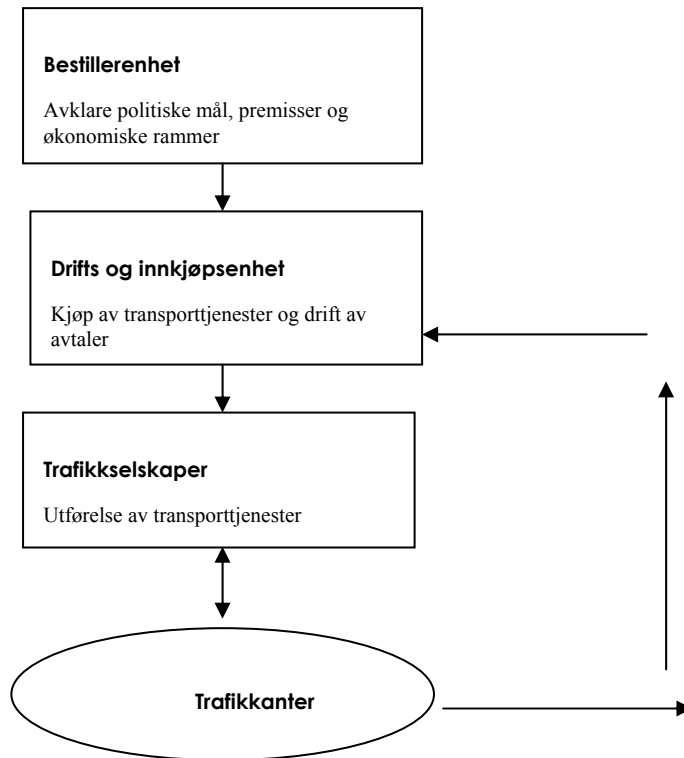 Bestillerenhet
Avklare politiske mål, premisser og
økonomiske rammer
Drifts og innkjøpsenhet
Kjøp av transporttjenester og drift av
avtaler
Trafikkselskaper
Utførelse av transporttjenester
Trafikkanter